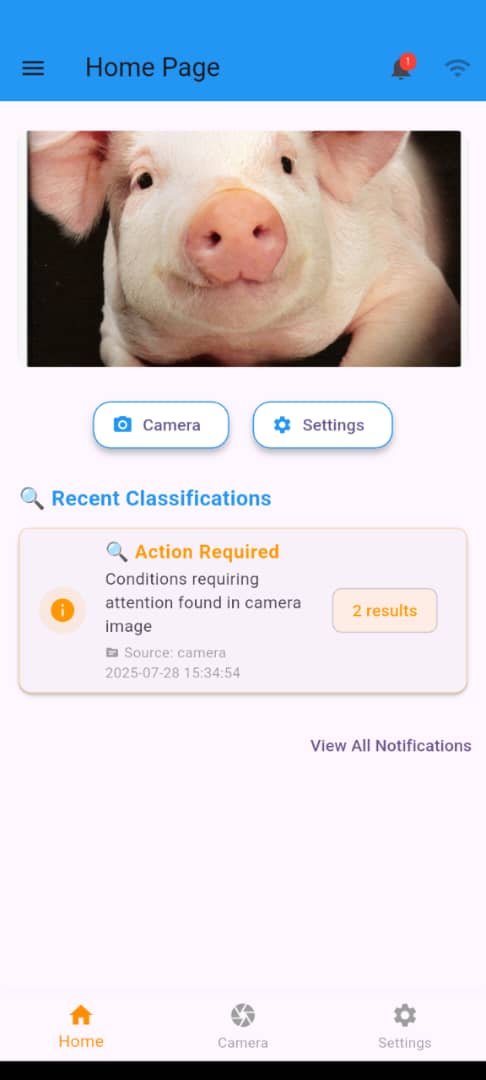 Home Page
1
Camera
Settings
🔍 Recent Classifications
🔍 Action Required
Conditions requiring
attention found in camera
image
2 results
Source: camera
2025-07-28 15:34:54
View All Notifications
Home
Camera
Settings